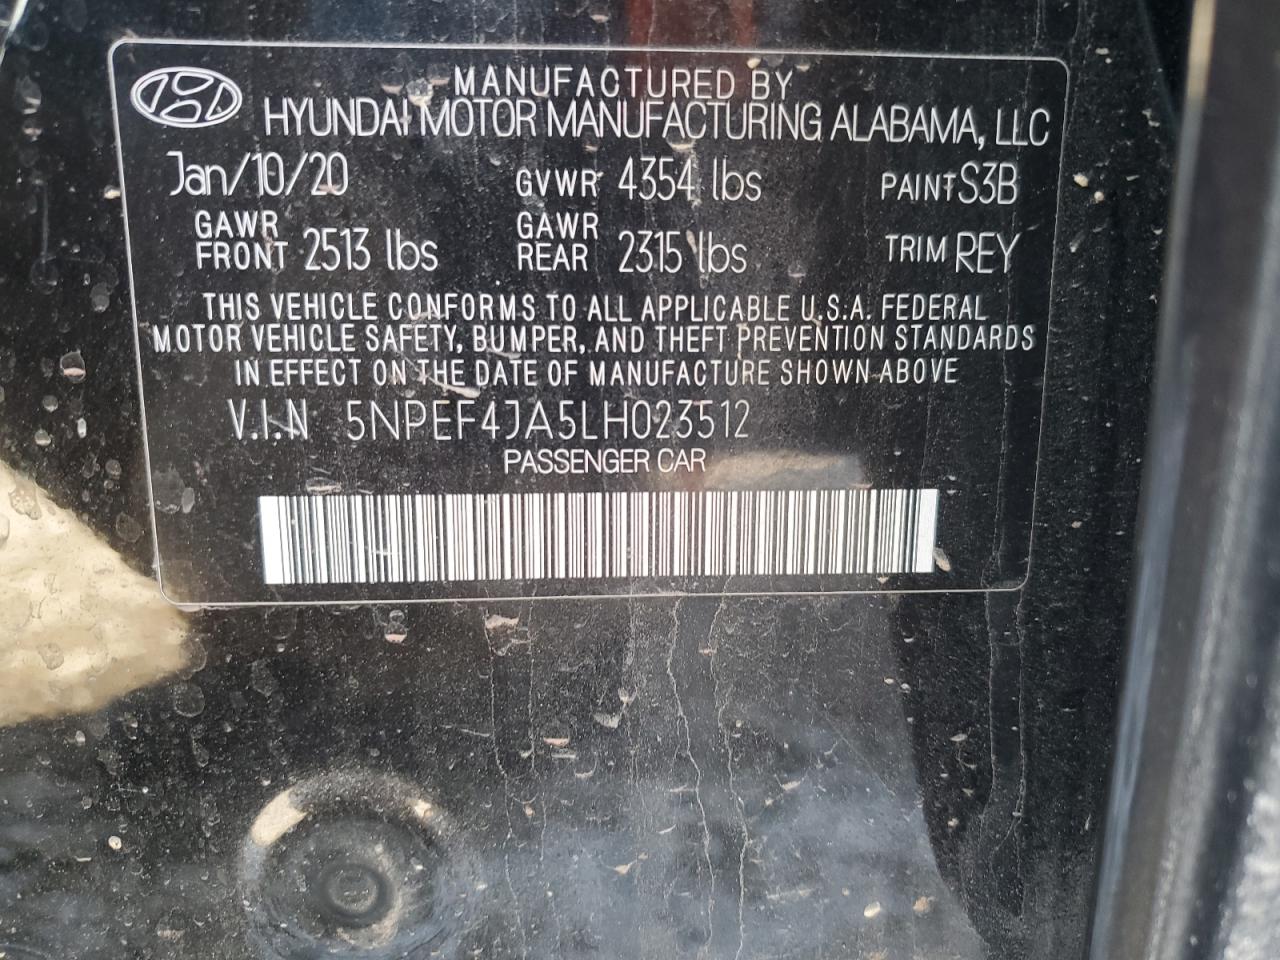 MANUFACTURED BY
HYUNDAI MOTOR MANUFACTURING ALABAMA, LLC
Jan/10/20 GVWR 4354 lbs PAINT S3B
GAWR FRONT 2513 lbs GAWR REAR 2315 lbs TRIM REY
THIS VEHICLE CONFORMS TO ALL APPLICABLE U.S.A. FEDERAL
MOTOR VEHICLE SAFETY, BUMPER, AND THEFT PREVENTION STANDARDS
IN EFFECT ON THE DATE OF MANUFACTURE SHOWN ABOVE
V.I.N 5NPEF4JA5LH023512
PASSENGER CAR